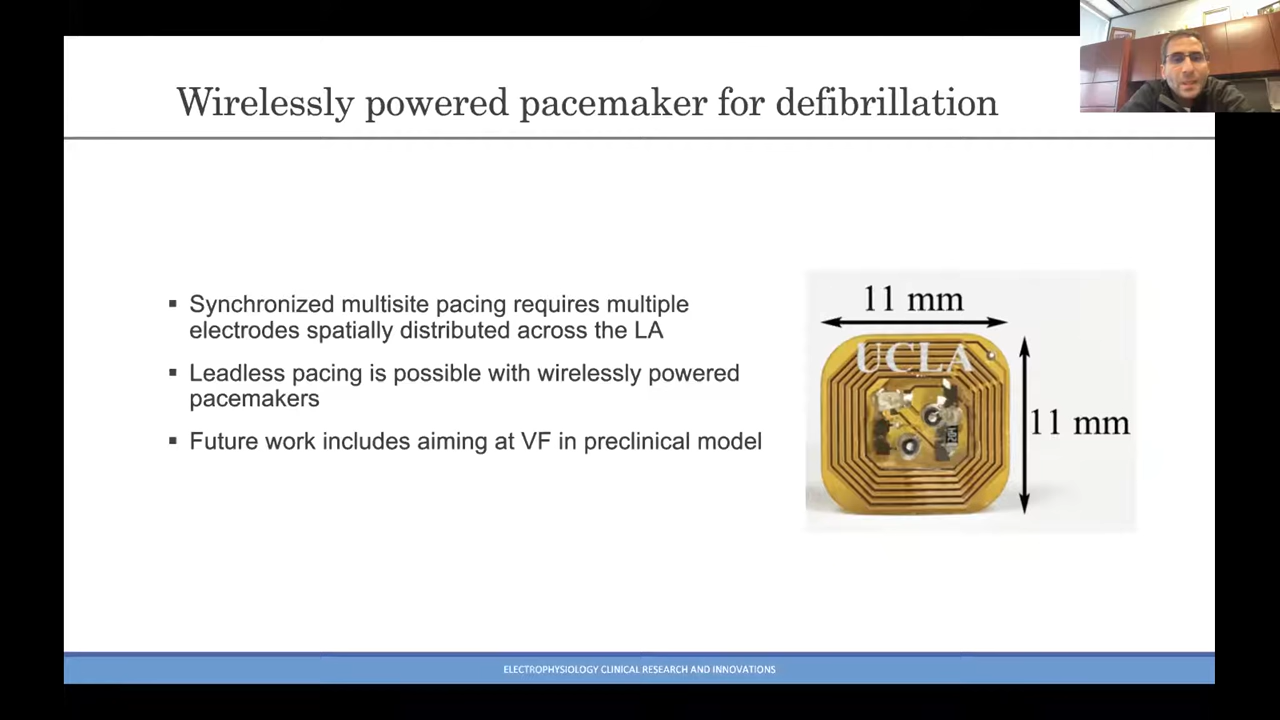 Wirelessly powered pacemaker for defibrillation
▪ Synchronized multisite pacing requires multiple
electrodes spatially distributed across the LA
▪ Leadless pacing is possible with wirelessly powered
pacemakers
▪ Future work includes aiming at VF in preclinical model
11 mm
UCLA
11 mm
ELECTROPHYSIOLOGY CLINICAL RESEARCH AND INNOVATIONS